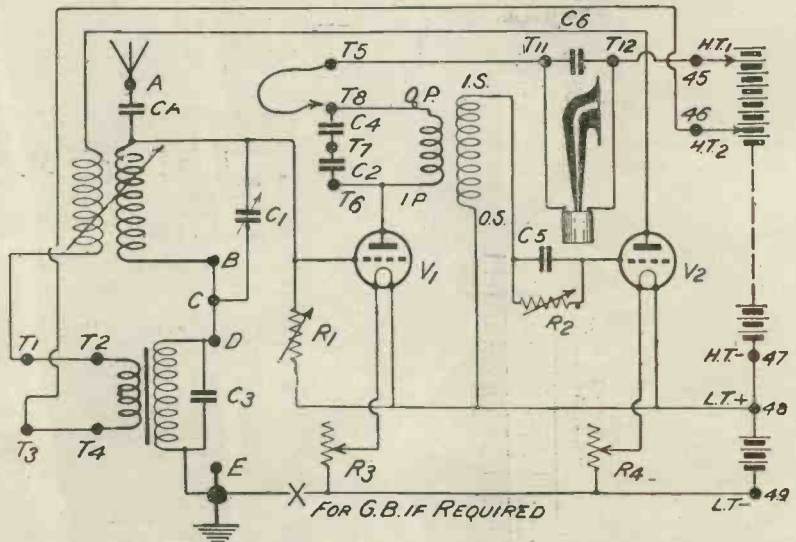 C6
T5
T11
T12
H.T.1
45
A
CA
T8
O.P.
I.S.
46
H.T.2
C4
T7
C2
T6
I.P.
C1
O.S.
C5
B
V1
V2
C
R1
R2
T1
T2
D
H.T.-
47
C3
L.T.+
48
T3
T4
E
R3
R4
X
FOR G.B. IF REQUIRED
L.T-
49